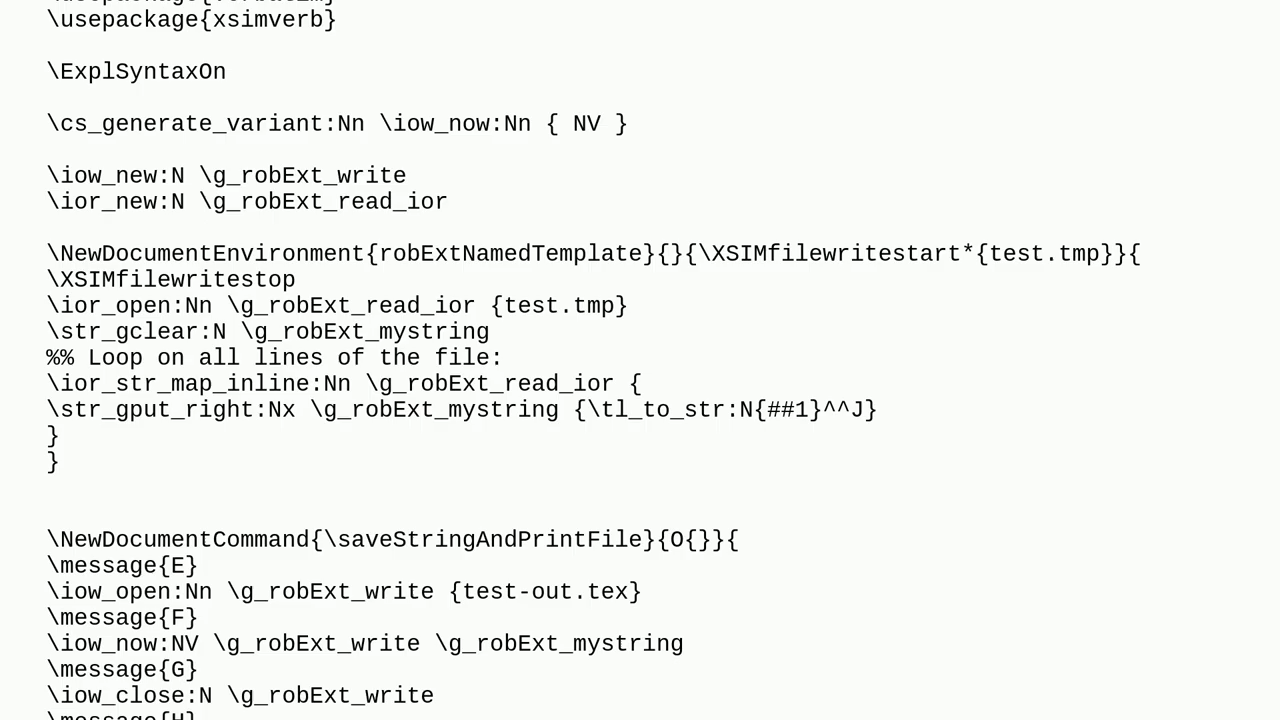 \usepackage{xsimverb}
\ExplSyntaxOn
\cs_generate_variant:Nn \iow_now:Nn { NV }
\iow_new:N \g_robExt_write
\ior_new:N \g_robExt_read_ior
\NewDocumentEnvironment{robExtNamedTemplate}{}{\XSIMfilewritestart*{test.tmp}}{
\XSIMfilewritestop
\ior_open:Nn \g_robExt_read_ior {test.tmp}
\str_gclear:N \g_robExt_mystring
%% Loop on all lines of the file:
\ior_str_map_inline:Nn \g_robExt_read_ior {
\str_gput_right:Nx \g_robExt_mystring {\tl_to_str:N{##1}^^J}
}
}
\NewDocumentCommand{\saveStringAndPrintFile}{O{}}{
\message{E}
\iow_open:Nn \g_robExt_write {test-out.tex}
\message{F}
\iow_now:NV \g_robExt_write \g_robExt_mystring
\message{G}
\iow_close:N \g_robExt_write